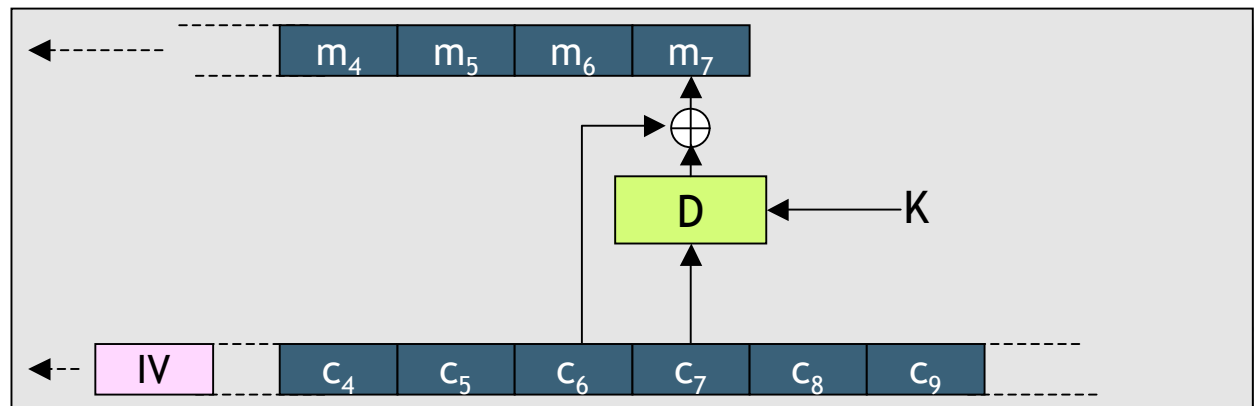 m₄ m₅ m₆ m₇
D
K
IV c₄ c₅ c₆ c₇ c₈ c₉